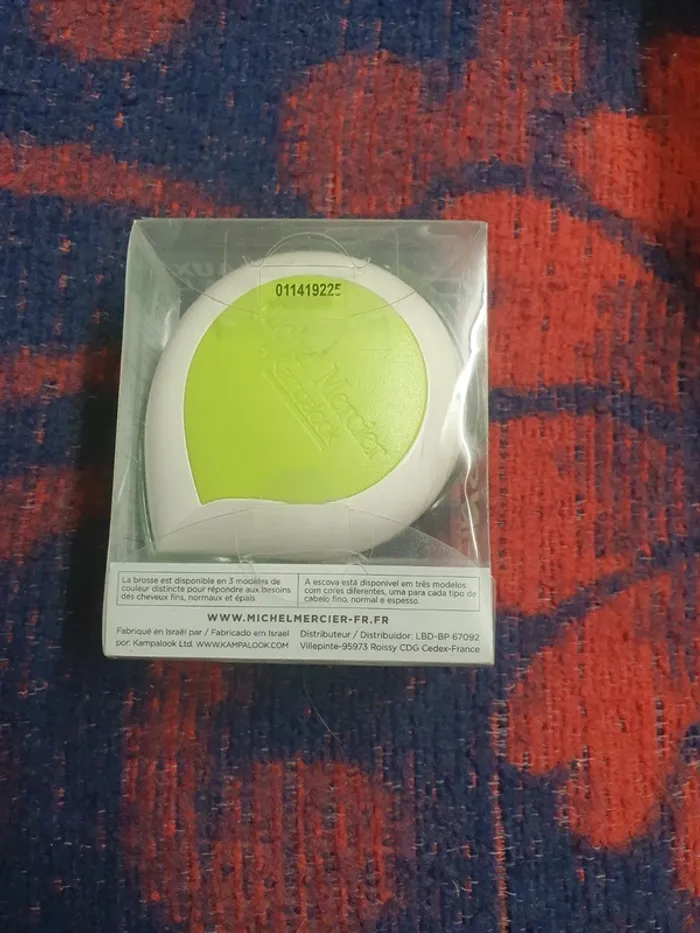 011419225
Mercier
Kampalook
La brosse est disponible en 3 modèles de
couleur distincte pour répondre aux besoins
des cheveux fins, normaux et épais.
A escova está disponível em três modelos
com cores diferentes, uma para cada tipo de
cabelo fino, normal e espesso.
WWW.MICHELMERCIER-FR.FR
Fabriqué en Israël par / Fabricado em Israel
por: Kampalook Ltd. WWW.KAMPALOOK.COM
Distributeur / Distribuidor: LBD-BP 67092
Villepinte-95973 Roissy CDG Cedex-France